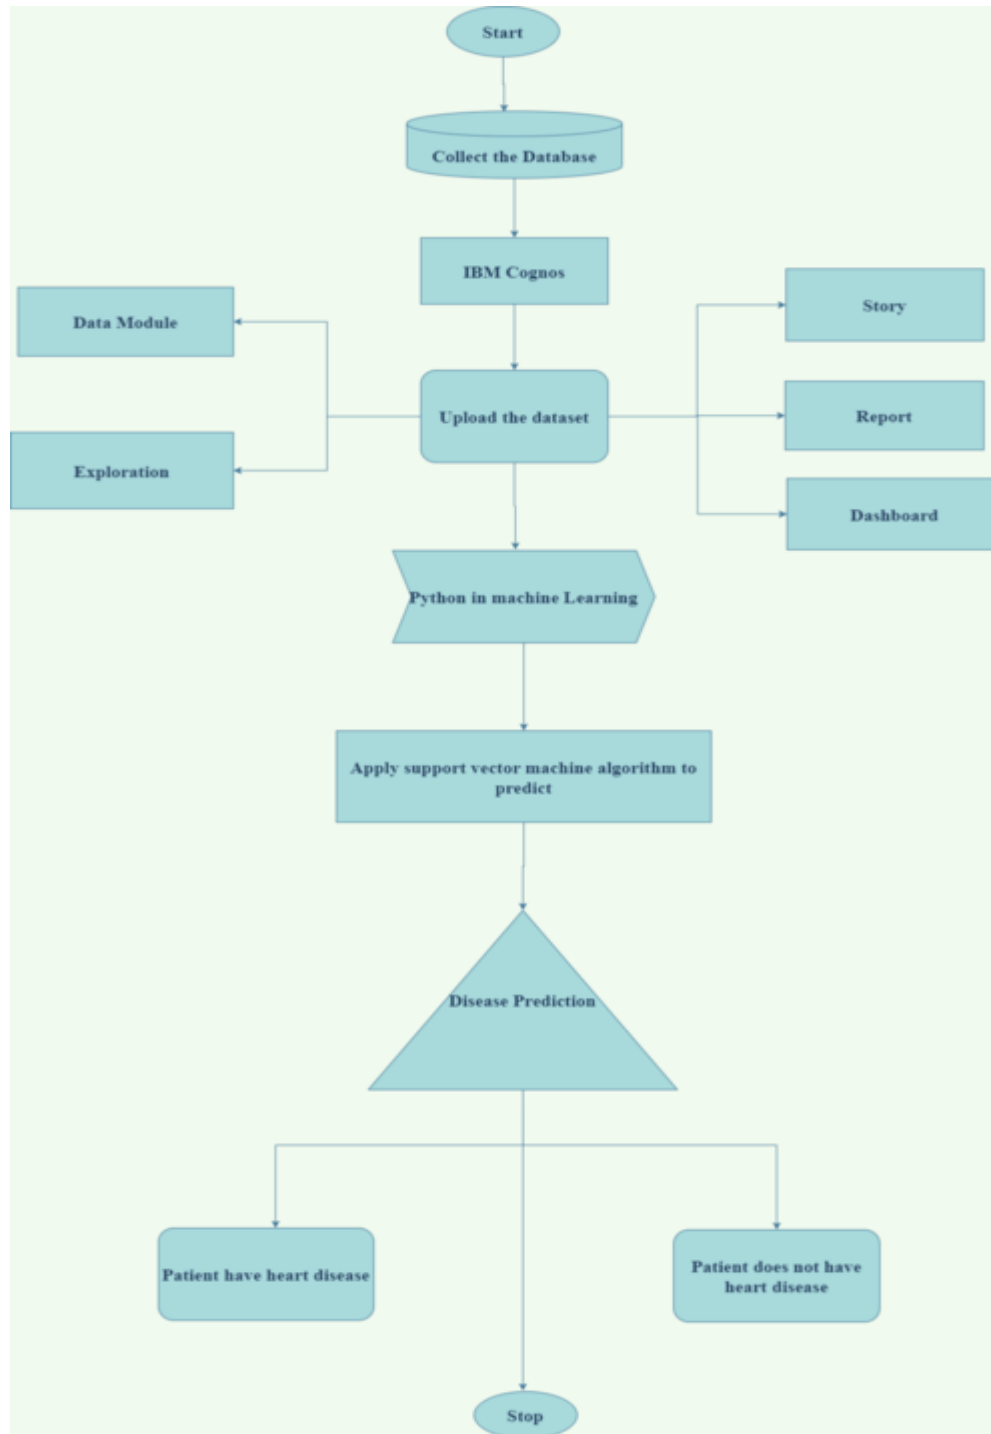 Start
Collect the Database
IBM Cognos
Data Module
Story
Upload the dataset
Report
Exploration
Dashboard
Python in machine Learning
Apply support vector machine algorithm to
predict
Disease Prediction
Patient have heart disease
Patient does not have
heart disease
Stop